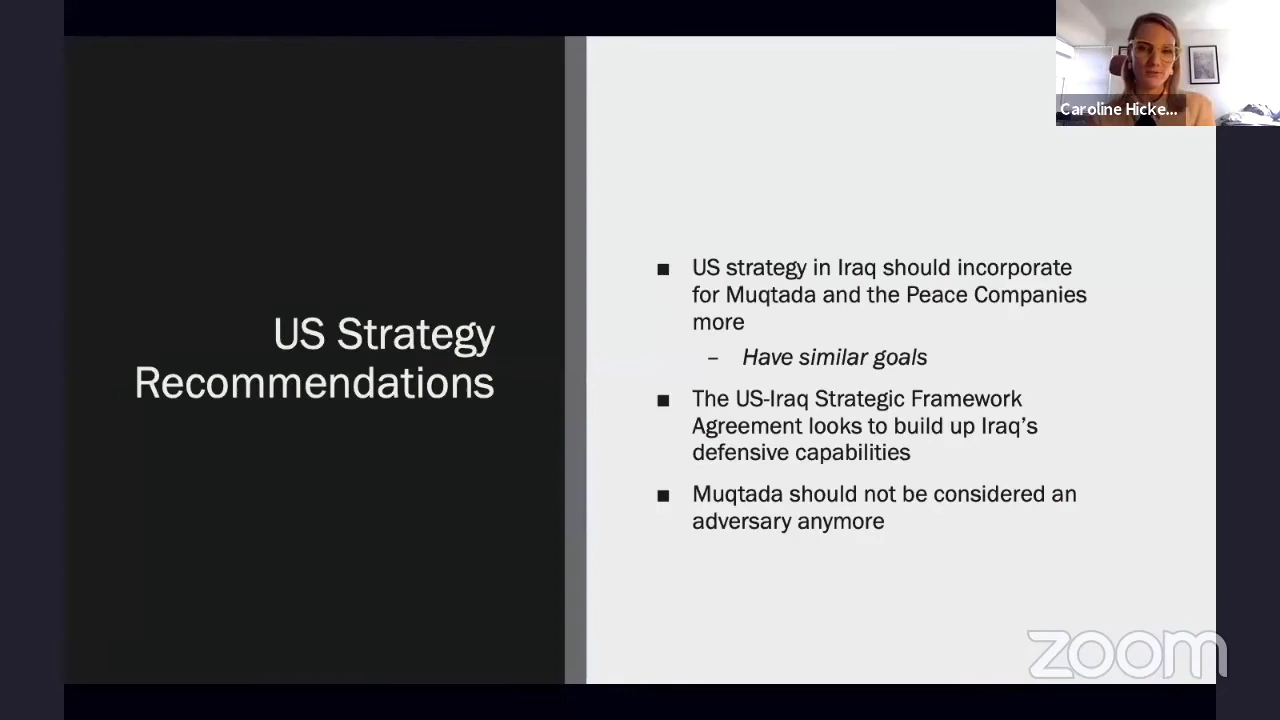 Caroline Hicke...
US Strategy
Recommendations
■ US strategy in Iraq should incorporate
for Muqtada and the Peace Companies
more
– Have similar goals
■ The US-Iraq Strategic Framework
Agreement looks to build up Iraq's
defensive capabilities
■ Muqtada should not be considered an
adversary anymore
zoom